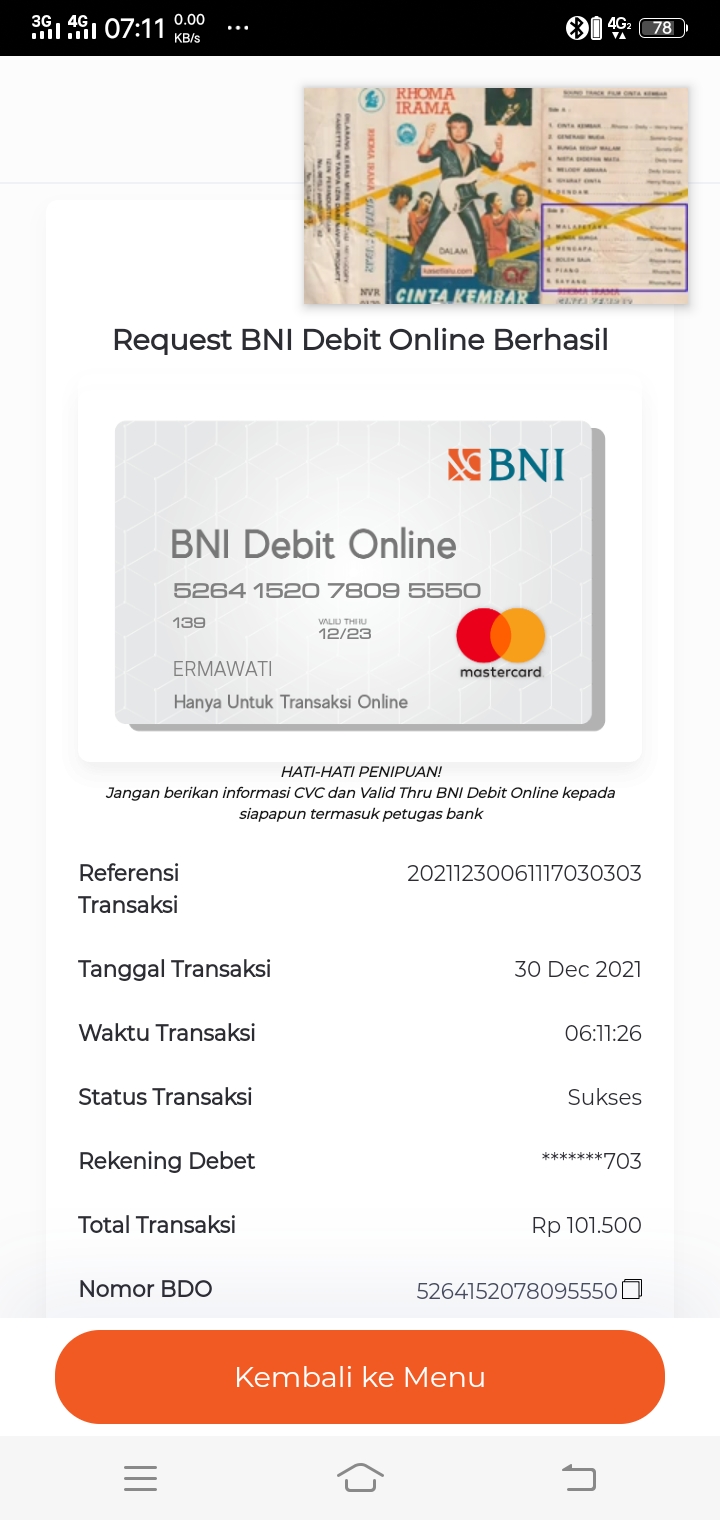 3G 4G 07:11 0.00 KB/s ... 4G 2 78
RHOMA
IRAMA
SOUND TRACK FILM CINTA KEMBAR
Side A :
1. CINTA KEMBAR
2. GENERASI MUDA
3. BUNGA SEDAP MALAM
4. NISTA DIDEPAN MATA
5. MELODY ASMARA
6. ISYARAT CINTA
7. DENDAM
Side B :
1. MALAPETAKA
2. BUNGA SURGA
3. MENGAPA
4. BOLEH SAJA
5. PIANO
6. SAYANG
DALAM
kasetlalu.com
NVR
CINTA KEMBAR
RHOMA IRAMA
Request BNI Debit Online Berhasil
BNI
BNI Debit Online
5264 1520 7809 5550
139 VALID THRU
12/23
ERMAWATI
mastercard
Hanya Untuk Transaksi Online
HATI-HATI PENIPUAN!
Jangan berikan informasi CVC dan Valid Thru BNI Debit Online kepada
siapapun termasuk petugas bank
Referensi Transaksi 20211230061117030303
Tanggal Transaksi 30 Dec 2021
Waktu Transaksi 06:11:26
Status Transaksi Sukses
Rekening Debet *******703
Total Transaksi Rp 101.500
Nomor BDO 5264152078095550
Kembali ke Menu